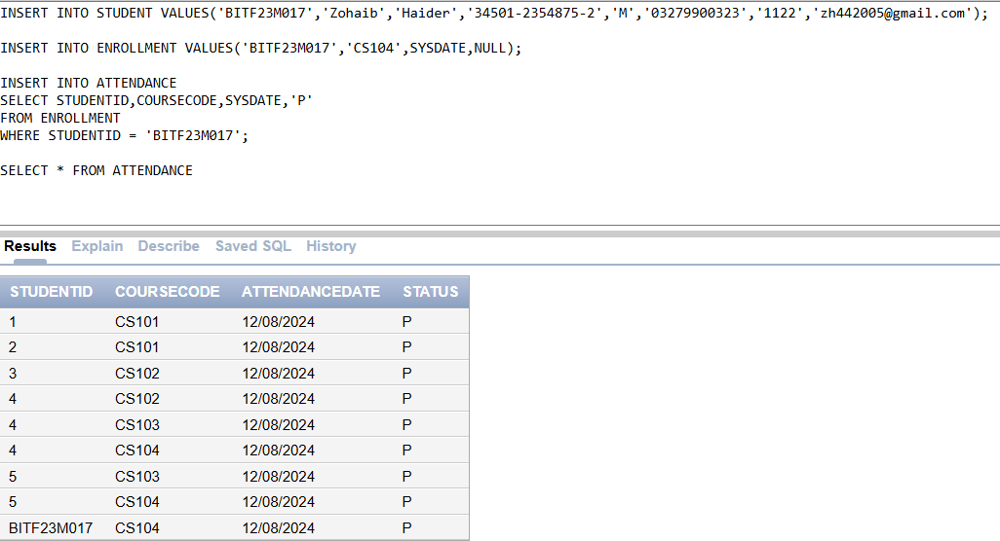 INSERT INTO STUDENT VALUES('BITF23M017','Zohaib','Haider','34501-2354875-2','M','03279900323','1122','zh442005@gmail.com');
INSERT INTO ENROLLMENT VALUES('BITF23M017','CS104',SYSDATE,NULL);
INSERT INTO ATTENDANCE
SELECT STUDENTID,COURSECODE,SYSDATE,'P'
FROM ENROLLMENT
WHERE STUDENTID = 'BITF23M017';
SELECT * FROM ATTENDANCE
Results Explain Describe Saved SQL History
STUDENTID COURSECODE ATTENDANCEDATE STATUS
1 CS101 12/08/2024 P
2 CS101 12/08/2024 P
3 CS102 12/08/2024 P
4 CS102 12/08/2024 P
4 CS103 12/08/2024 P
4 CS104 12/08/2024 P
5 CS103 12/08/2024 P
5 CS104 12/08/2024 P
BITF23M017 CS104 12/08/2024 P